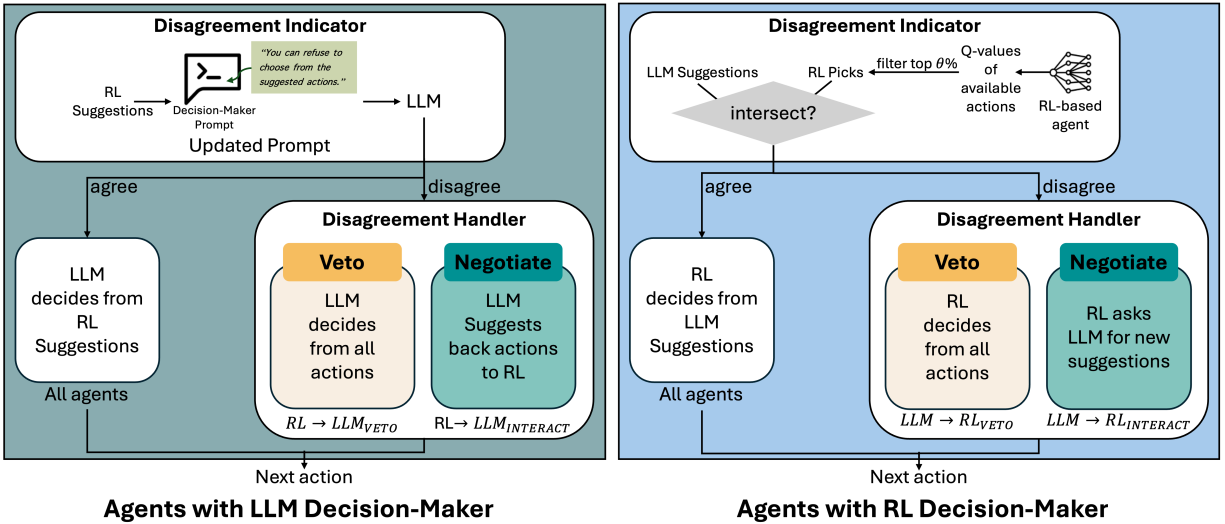 Disagreement Indicator
"You can refuse to
choose from the
suggested actions."
RL
Suggestions
Decision-Maker
Prompt
LLM
Updated Prompt
agree
disagree
LLM
decides from
RL
Suggestions
All agents
Disagreement Handler
Veto
LLM
decides
from all
actions
RL → LLM_VETO
Negotiate
LLM
Suggests
back actions
to RL
RL→ LLM_INTERACT
Next action
Agents with LLM Decision-Maker
Disagreement Indicator
LLM Suggestions
RL Picks
filter top θ%
Q-values
of
available
actions
RL-based
agent
intersect?
agree
disagree
RL
decides from
LLM
Suggestions
All agents
Disagreement Handler
Veto
RL
decides
from all
actions
LLM → RL_VETO
Negotiate
RL asks
LLM for new
suggestions
LLM → RL_INTERACT
Next action
Agents with RL Decision-Maker